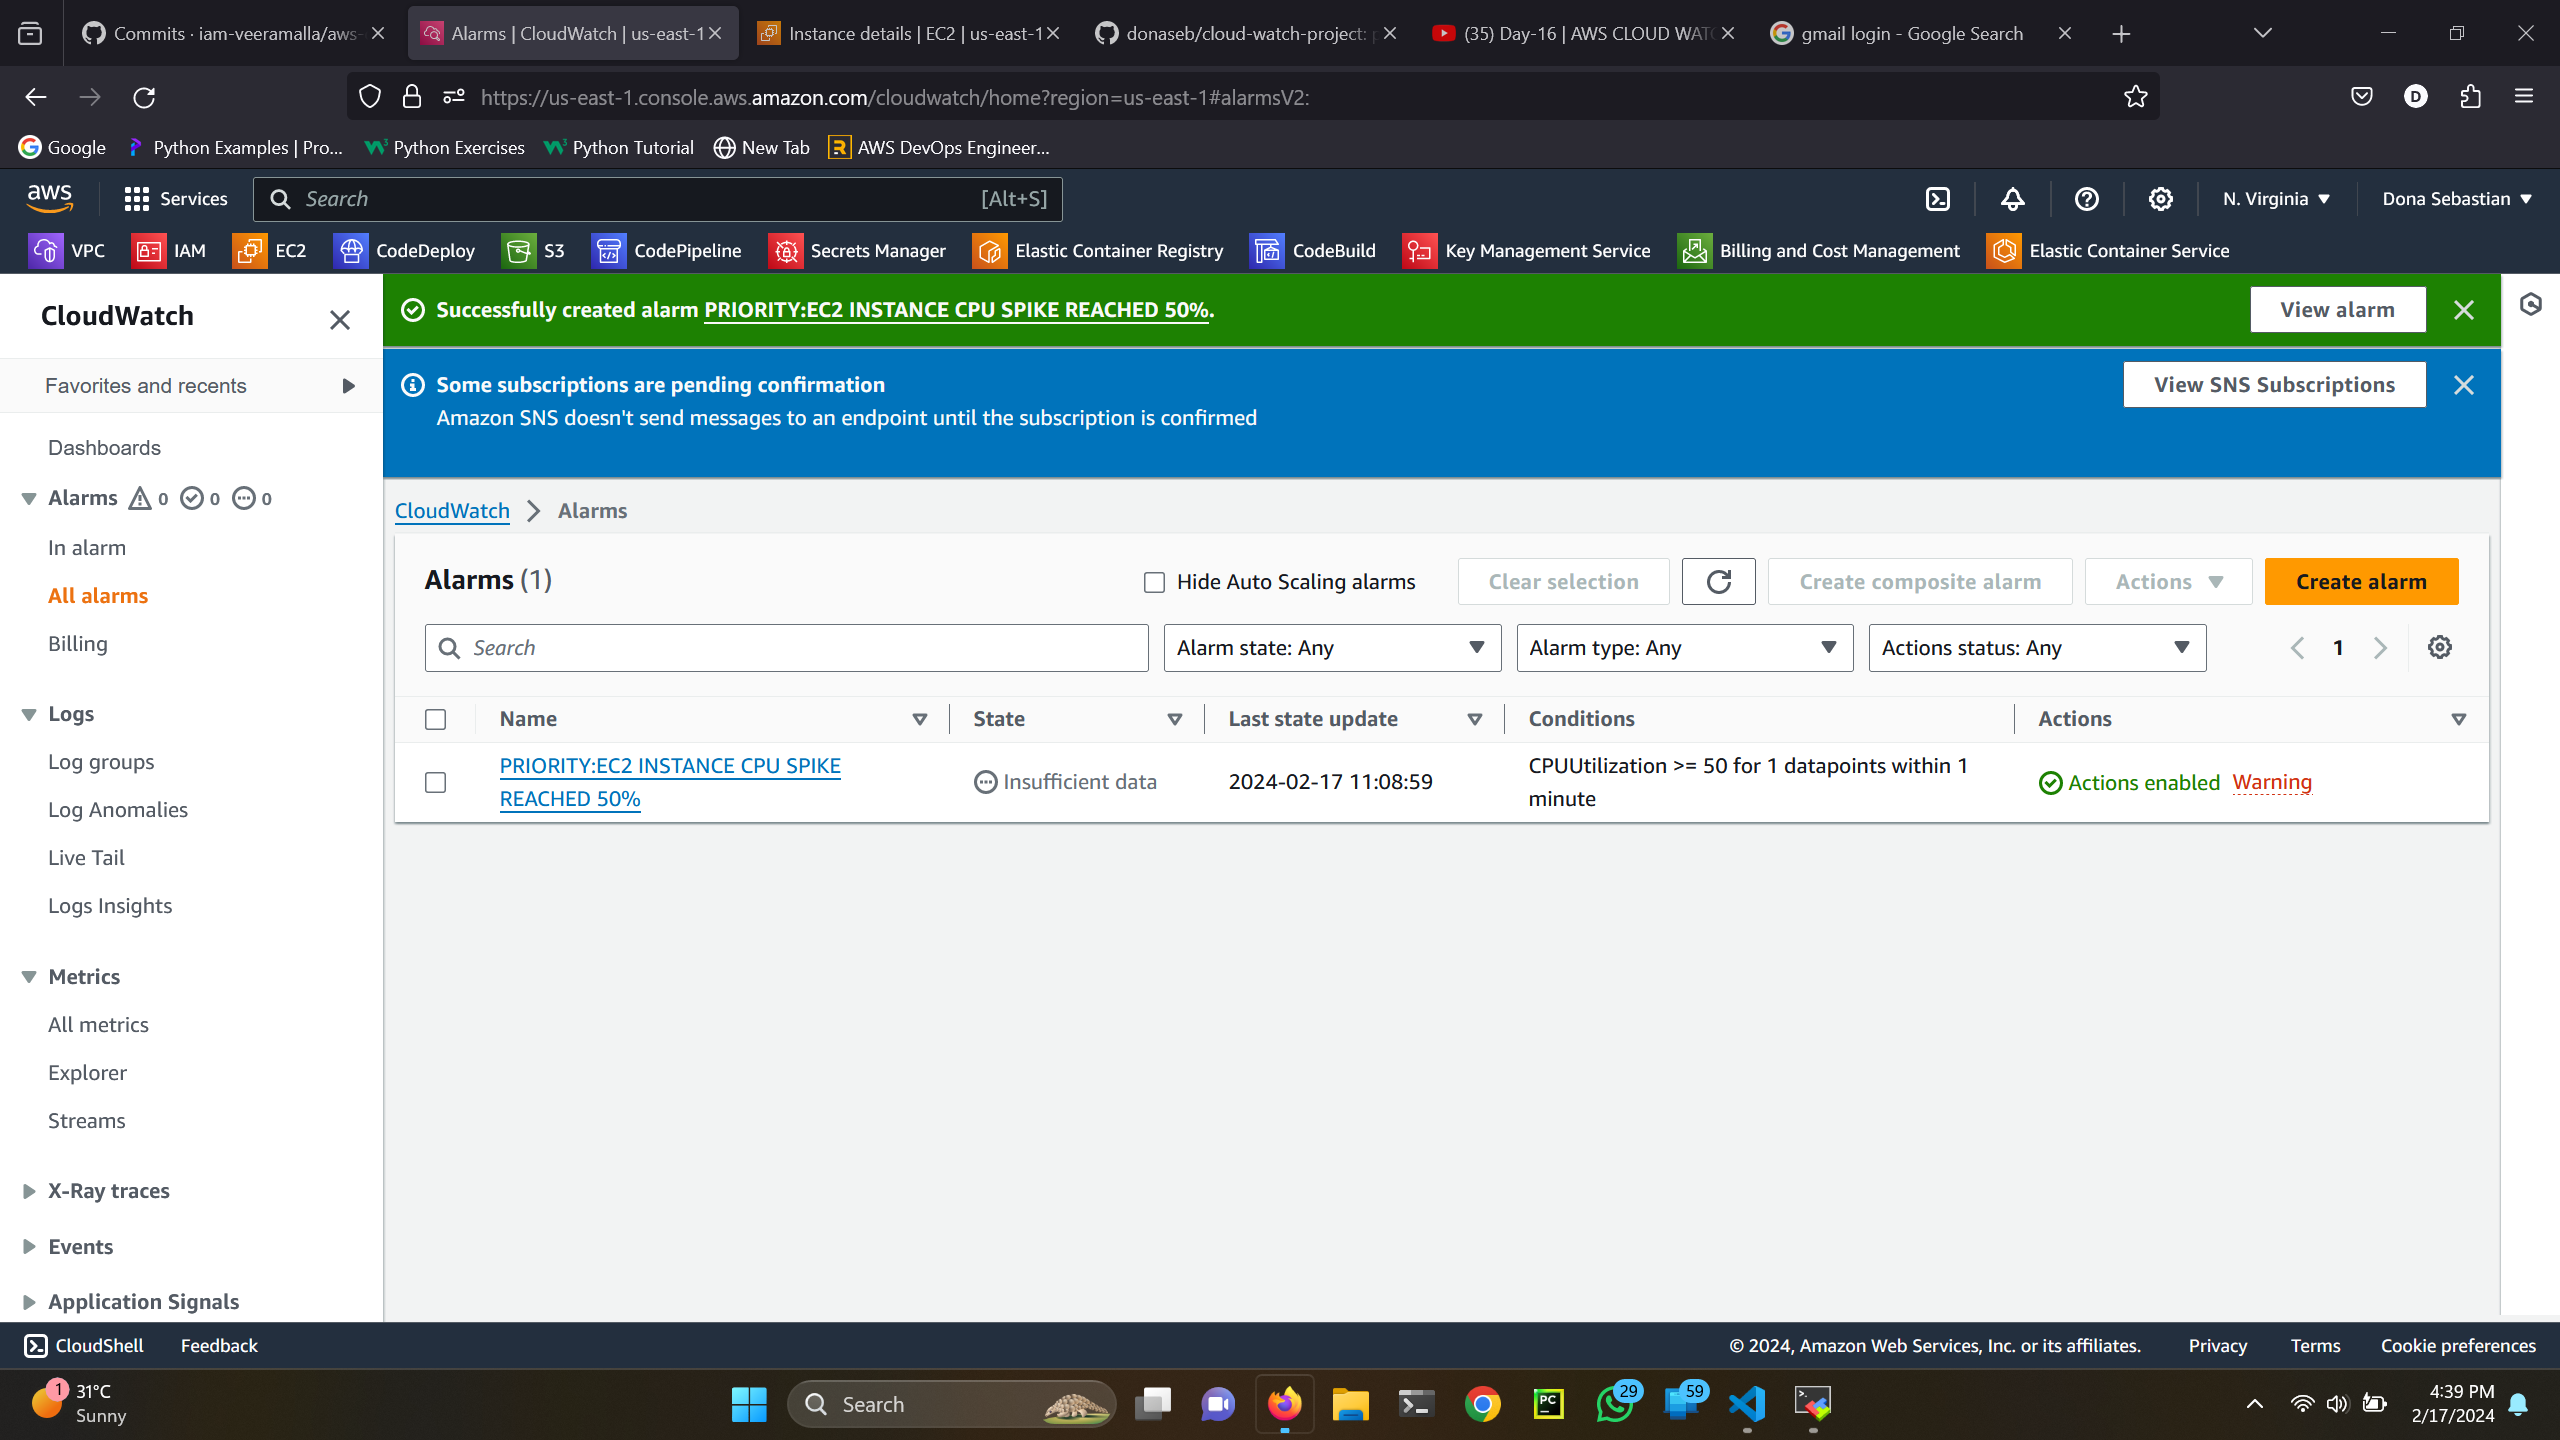 Commits · iam-veeramalla/aws-
Alarms | CloudWatch | us-east-1
Instance details | EC2 | us-east-1
donaseb/cloud-watch-project:
(35) Day-16 | AWS CLOUD WATC
gmail login - Google Search
https://us-east-1.console.aws.amazon.com/cloudwatch/home?region=us-east-1#alarmsV2:
D
Google
Python Examples | Pro...
Python Exercises
Python Tutorial
New Tab
AWS DevOps Engineer...
aws
Services
Search
[Alt+S]
N. Virginia
Dona Sebastian
VPC
IAM
EC2
CodeDeploy
S3
CodePipeline
Secrets Manager
Elastic Container Registry
CodeBuild
Key Management Service
Billing and Cost Management
Elastic Container Service
CloudWatch
Favorites and recents
Dashboards
Alarms 0 0 0
In alarm
All alarms
Billing
Logs
Log groups
Log Anomalies
Live Tail
Logs Insights
Metrics
All metrics
Explorer
Streams
X-Ray traces
Events
Application Signals
Successfully created alarm PRIORITY:EC2 INSTANCE CPU SPIKE REACHED 50%.
View alarm
Some subscriptions are pending confirmation
Amazon SNS doesn't send messages to an endpoint until the subscription is confirmed
View SNS Subscriptions
CloudWatch
Alarms
Alarms (1)
Hide Auto Scaling alarms
Clear selection
Create composite alarm
Actions
Create alarm
Search
Alarm state: Any
Alarm type: Any
Actions status: Any
1
Name
State
Last state update
Conditions
Actions
PRIORITY:EC2 INSTANCE CPU SPIKE
REACHED 50%
Insufficient data
2024-02-17 11:08:59
CPUUtilization >= 50 for 1 datapoints within 1
minute
Actions enabled
Warning
CloudShell
Feedback
© 2024, Amazon Web Services, Inc. or its affiliates.
Privacy
Terms
Cookie preferences
1
31°C
Sunny
Search
PC
29
59
4:39 PM
2/17/2024